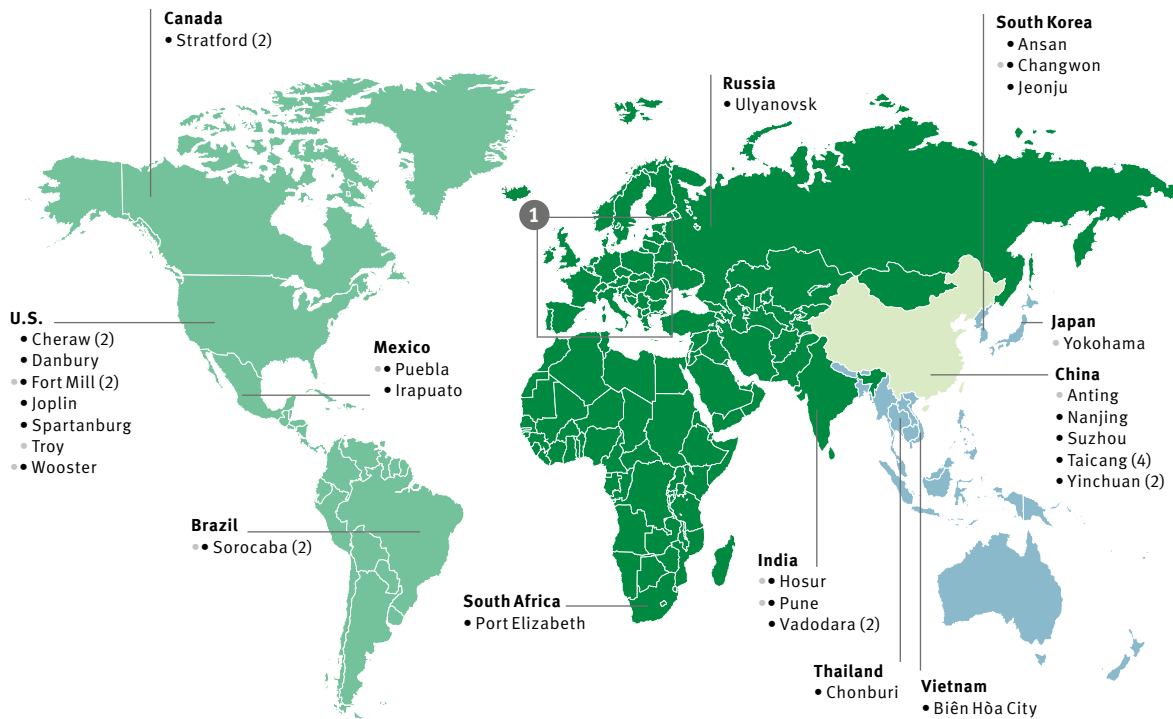 Canada
• Stratford (2)
South Korea
• Ansan
•• Changwon
• Jeonju
Russia
• Ulyanovsk
1
U.S.
• Cheraw (2)
• Danbury
•• Fort Mill (2)
• Joplin
• Spartanburg
• Troy
•• Wooster
Mexico
•• Puebla
• Irapuato
Japan
• Yokohama
China
• Anting
• Nanjing
• Suzhou
• Taicang (4)
• Yinchuan (2)
Brazil
•• Sorocaba (2)
South Africa
• Port Elizabeth
India
•• Hosur
•• Pune
• Vadodara (2)
Thailand
• Chonburi
Vietnam
• Biên Hòa City